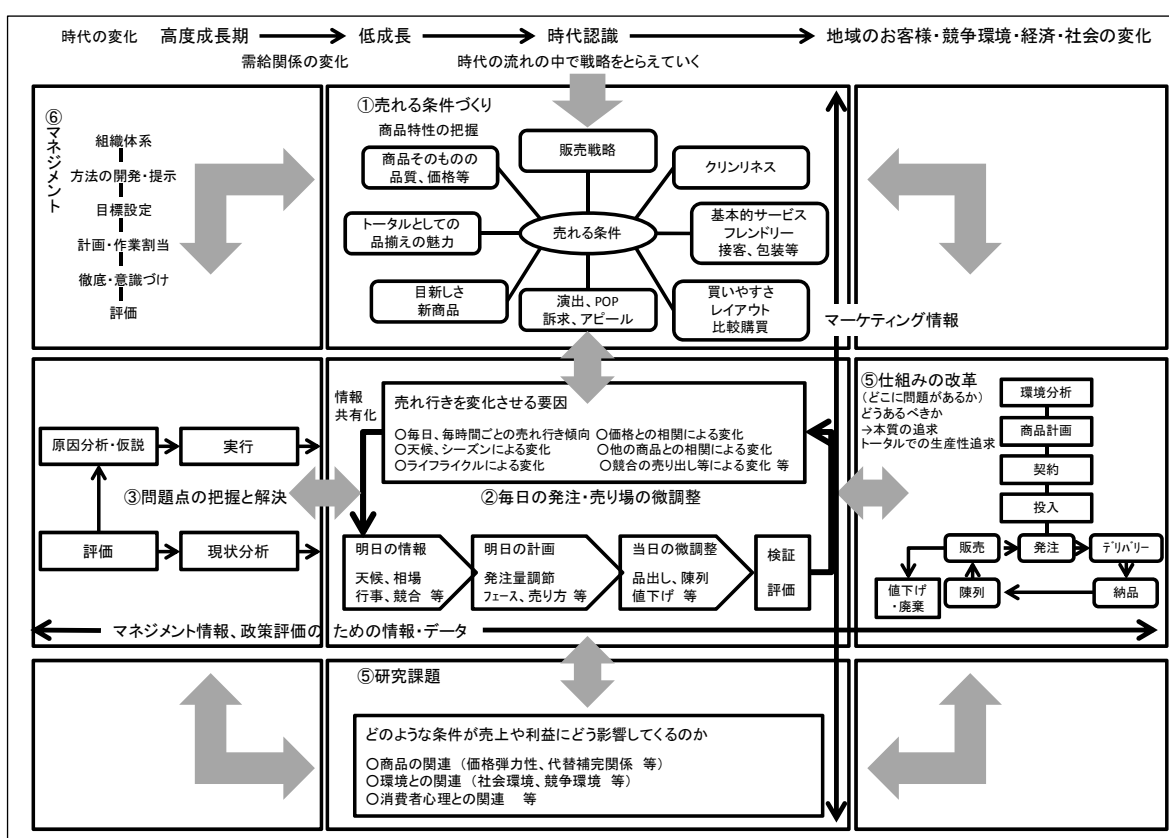 時代の変化 高度成長期 低成長 時代認識 地域のお客様・競争環境・経済・社会の変化
需給関係の変化 時代の流れの中で戦略をとらえていく
⑥マネジメント
組織体系
方法の開発・提示
目標設定
計画・作業割当
徹底・意識づけ
評価
①売れる条件づくり
商品特性の把握
販売戦略
商品そのものの
品質、価格等
クリンリネス
トータルとしての
品揃えの魅力
売れる条件
基本的サービス
フレンドリー
接客、包装等
目新しさ
新商品
演出、POP
訴求、アピール
買いやすさ
レイアウト
比較購買
マーケティング情報
原因分析・仮説
実行
③問題点の把握と解決
評価
現状分析
情報
共有化
売れ行きを変化させる要因
○毎日、毎時間ごとの売れ行き傾向 ○価格との相関による変化
○天候、シーズンによる変化 ○他の商品との相関による変化
○ライフライクルによる変化 ○競合の売り出し等による変化 等
②毎日の発注・売り場の微調整
明日の情報
天候、相場
行事、競合 等
明日の計画
発注量調節
フェース、売り方 等
当日の微調整
品出し、陳列
値下げ 等
検証
評価
⑤仕組みの改革
(どこに問題があるか)
どうあるべきか
→本質の追求
トータルでの生産性追求
環境分析
商品計画
契約
投入
販売
発注
デリバリー
値下げ
・廃棄
陳列
納品
マネジメント情報、政策評価の ための情報・データ
⑤研究課題
どのような条件が売上や利益にどう影響してくるのか
○商品の関連 (価格弾力性、代替補完関係 等)
○環境との関連 (社会環境、競争環境 等)
○消費者心理との関連 等